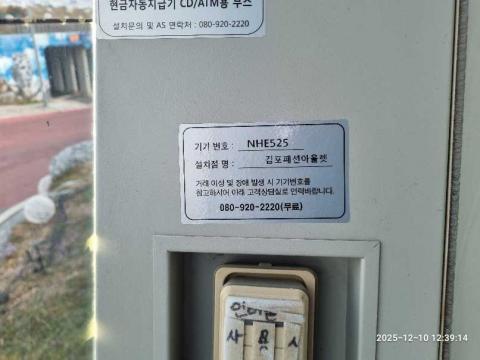 현금자동지급기 CD/ATM용 부스
설치문의 및 AS 연락처 : 080-920-2220
기기 번호 : NHE525
설치점 명 : 김포패션아울렛
거래 이상 및 장애 발생 시 기기번호를
참고하시어 아래 고객상담실로 연락바랍니다.
080-920-2220(무료)
사 용 시
2025-12-10 12:39:14